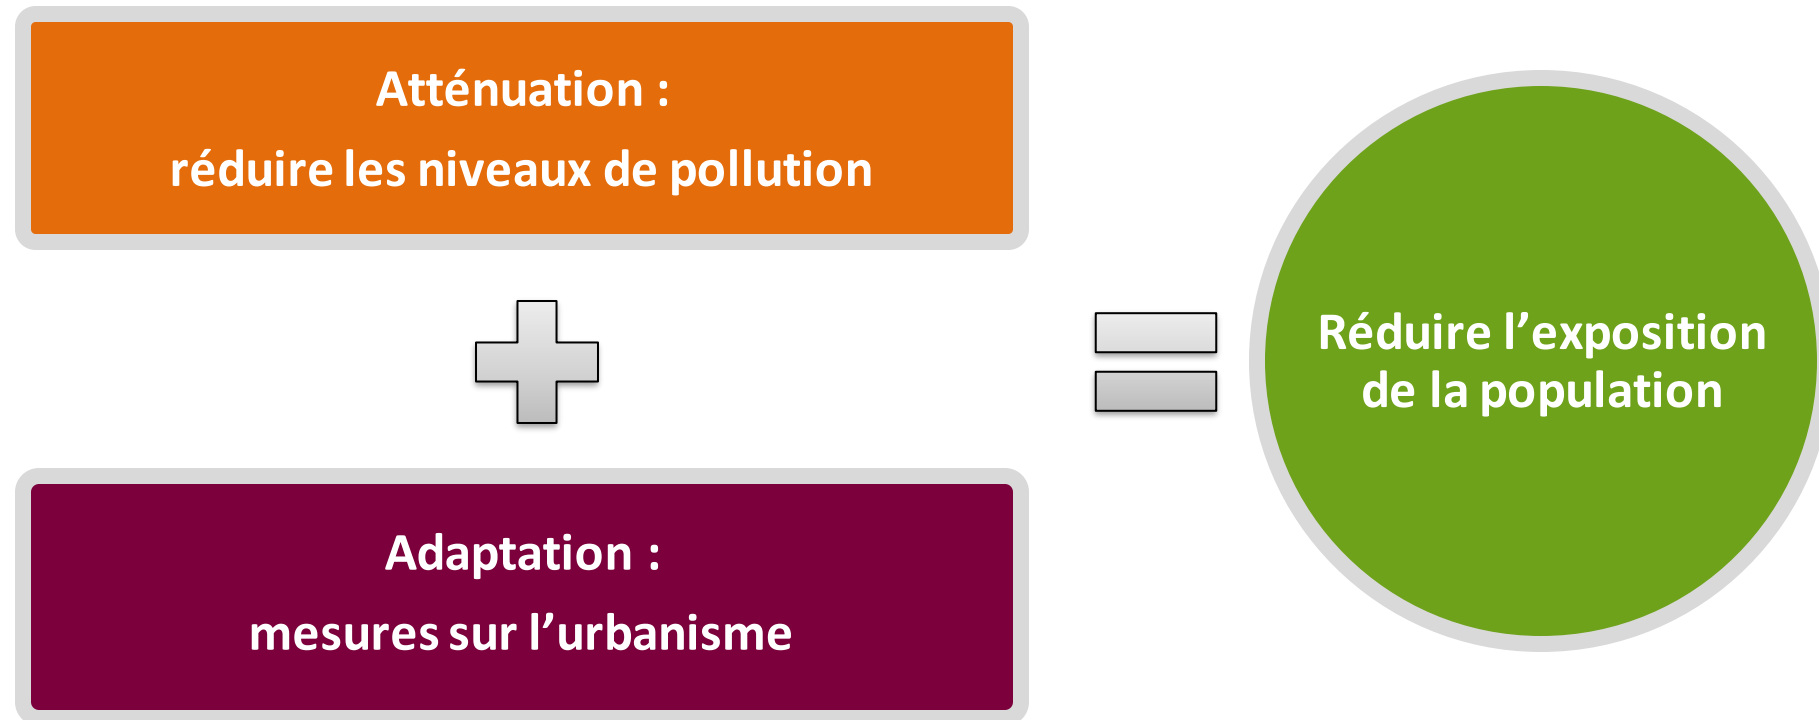 Atténuation :
réduire les niveaux de pollution
Adaptation :
mesures sur l’urbanisme
Réduire l’exposition
de la population